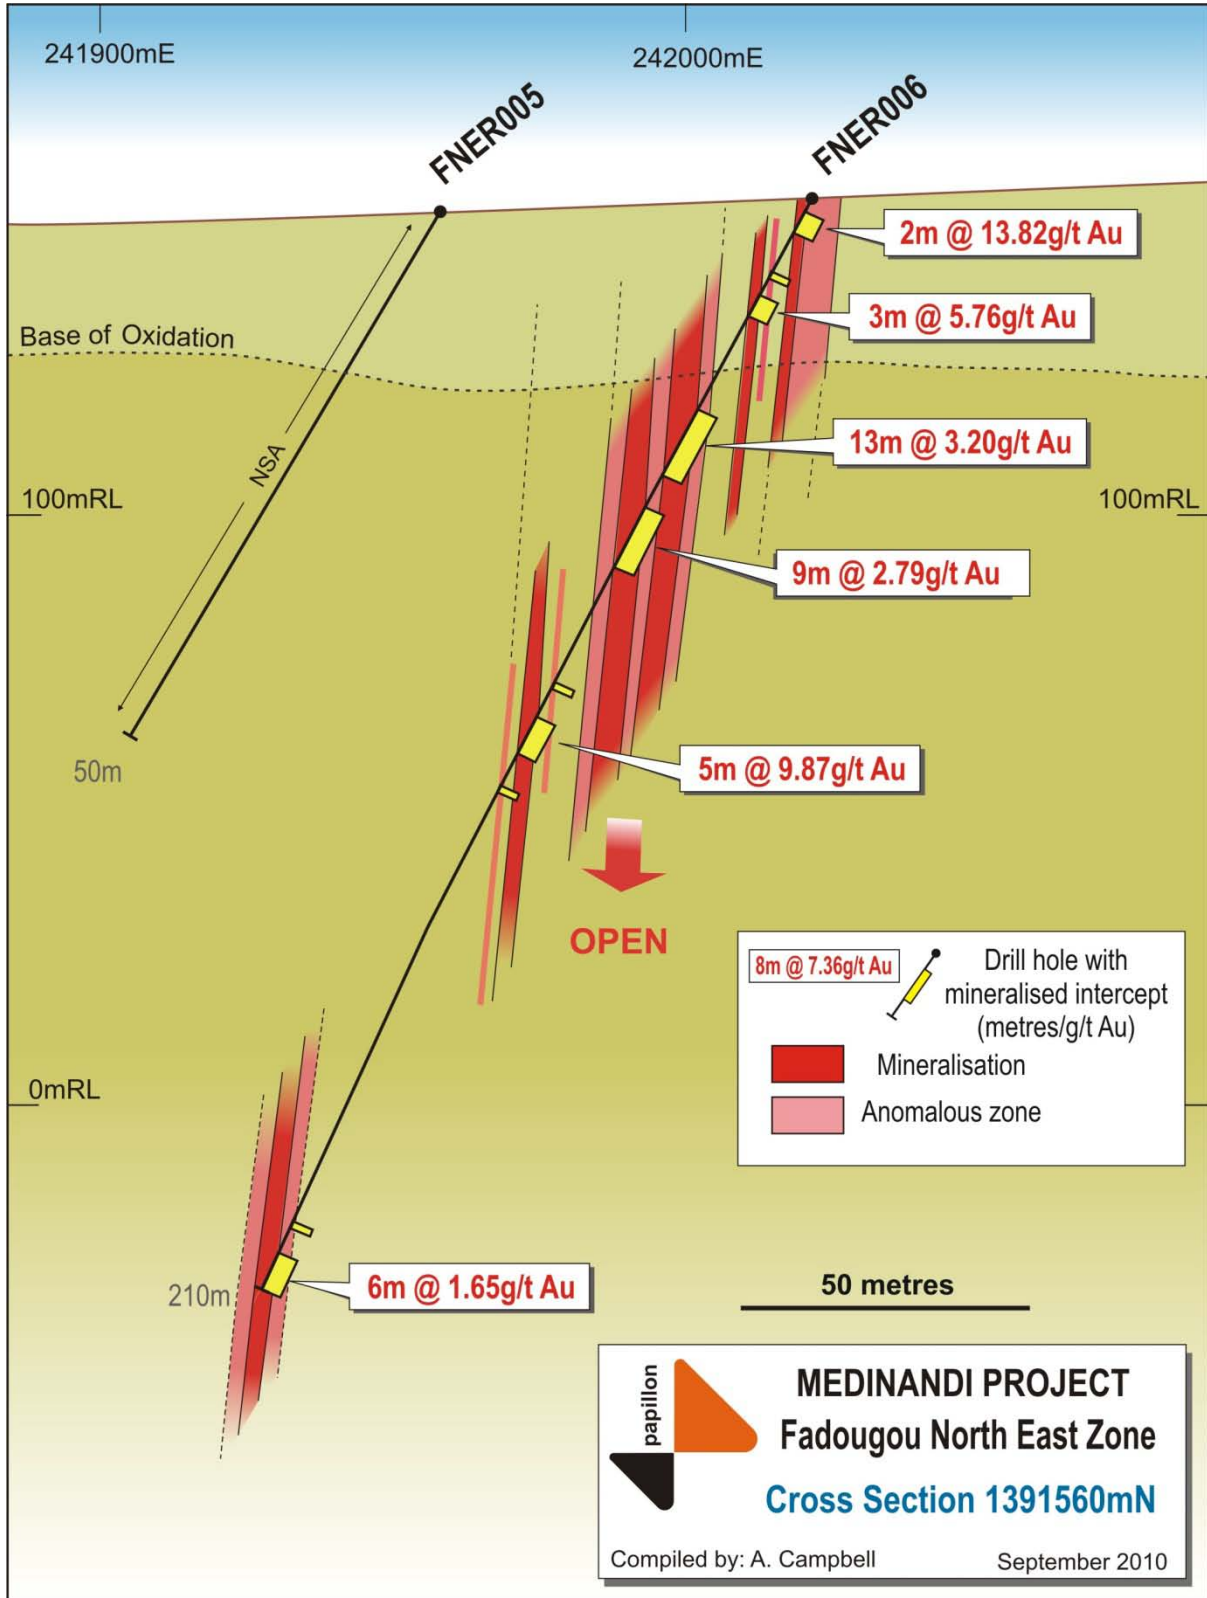 241900mE
242000mE
FNER005
FNER006
2m @ 13.82g/t Au
3m @ 5.76g/t Au
Base of Oxidation
13m @ 3.20g/t Au
NSA
100mRL
100mRL
9m @ 2.79g/t Au
50m
5m @ 9.87g/t Au
OPEN
8m @ 7.36g/t Au
Drill hole with
mineralised intercept
(metres/g/t Au)
Mineralisation
Anomalous zone
0mRL
6m @ 1.65g/t Au
210m
50 metres
papillon
MEDINANDI PROJECT
Fadougou North East Zone
Cross Section 1391560mN
Compiled by: A. Campbell
September 2010